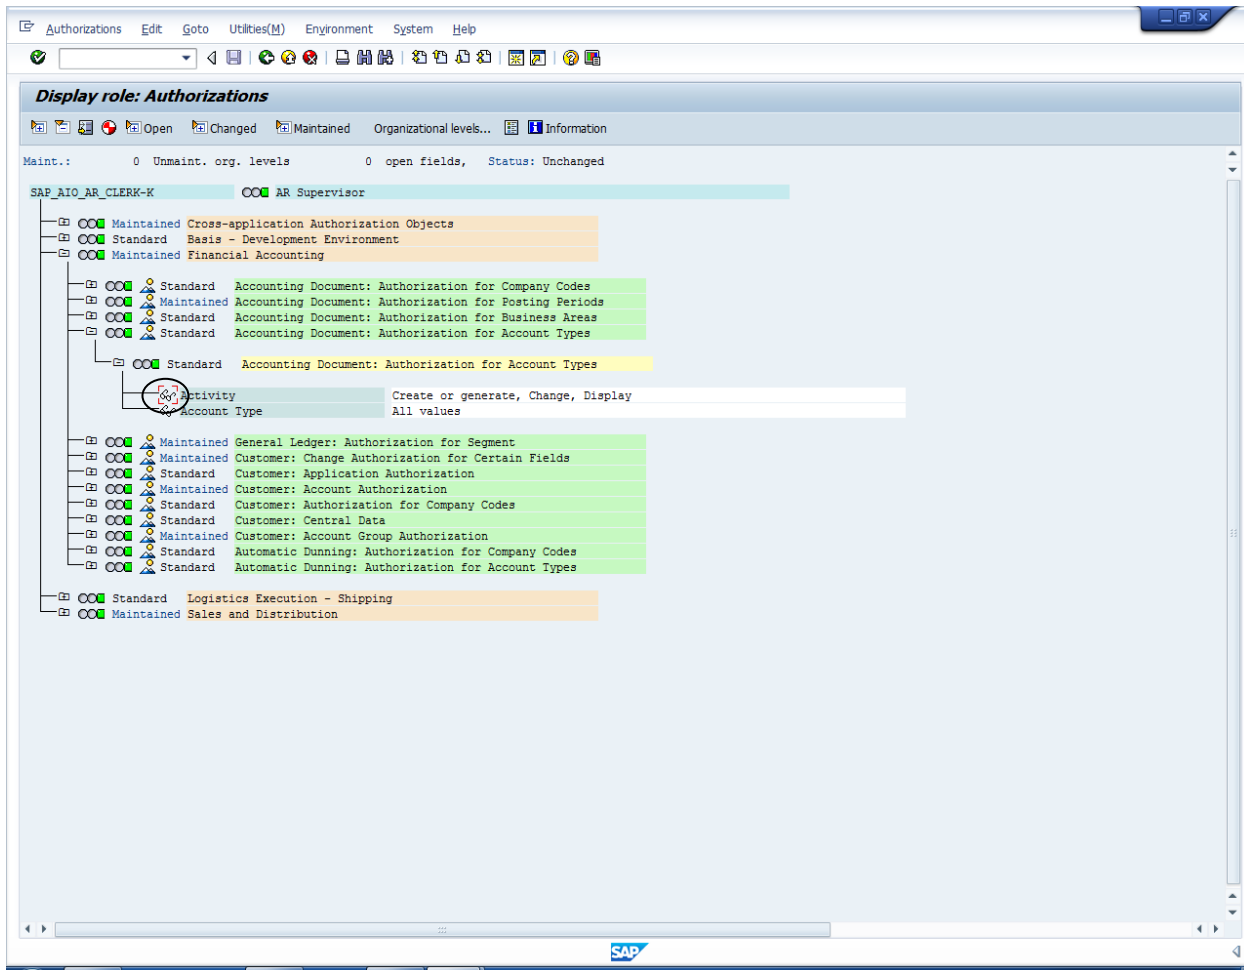 Authorizations Edit Goto Utilities(M) Environment System Help
Display role: Authorizations
Open Changed Maintained Organizational levels... Information
Maint.: 0 Unmaint. org. levels 0 open fields, Status: Unchanged
SAP_AIO_AR_CLERK-K AR Supervisor
Maintained Cross-application Authorization Objects
Standard Basis - Development Environment
Maintained Financial Accounting
Standard Accounting Document: Authorization for Company Codes
Maintained Accounting Document: Authorization for Posting Periods
Standard Accounting Document: Authorization for Business Areas
Standard Accounting Document: Authorization for Account Types
Standard Accounting Document: Authorization for Account Types
Activity Create or generate, Change, Display
Account Type All values
Maintained General Ledger: Authorization for Segment
Maintained Customer: Change Authorization for Certain Fields
Standard Customer: Application Authorization
Maintained Customer: Account Authorization
Standard Customer: Authorization for Company Codes
Standard Customer: Central Data
Maintained Customer: Account Group Authorization
Standard Automatic Dunning: Authorization for Company Codes
Standard Automatic Dunning: Authorization for Account Types
Standard Logistics Execution - Shipping
Maintained Sales and Distribution
SAP